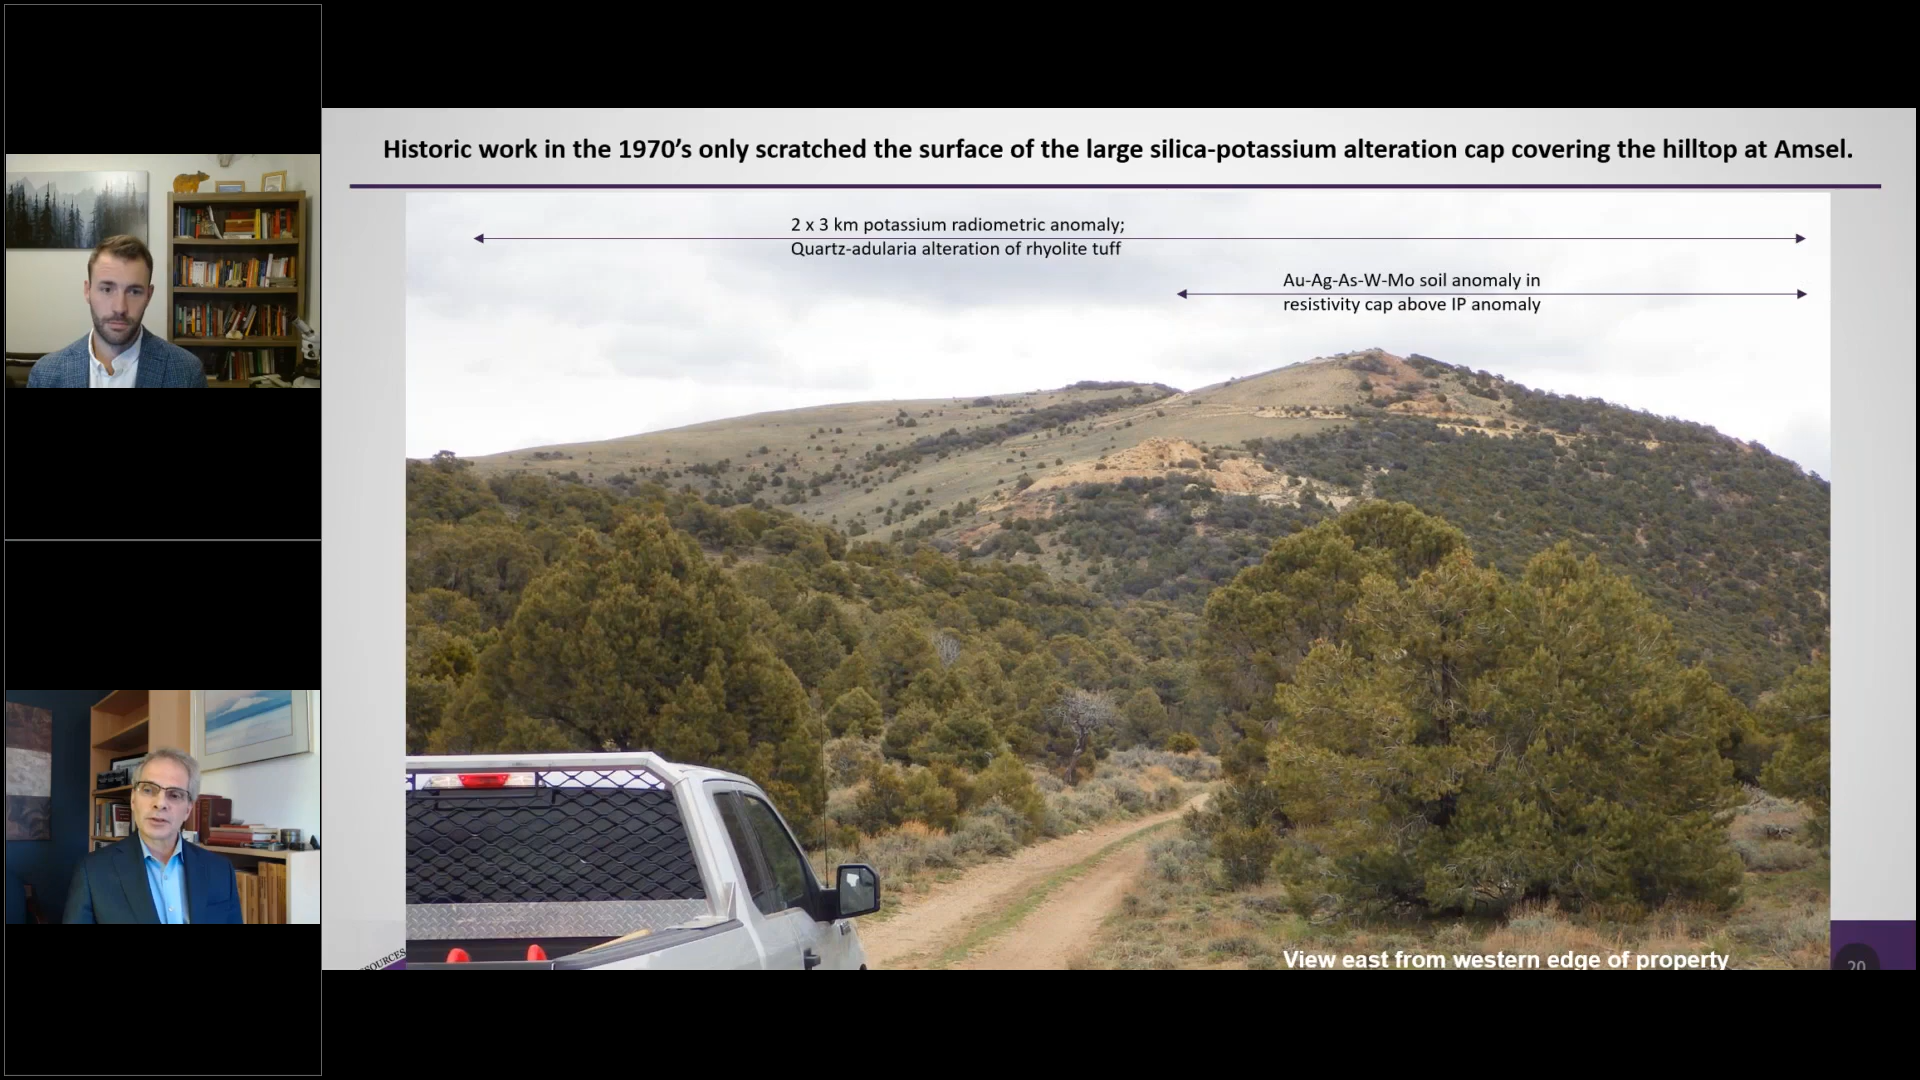 Historic work in the 1970's only scratched the surface of the large silica-potassium alteration cap covering the hilltop at Amsel.
2 x 3 km potassium radiometric anomaly;
Quartz-adularia alteration of rhyolite tuff
Au-Ag-As-W-Mo soil anomaly in
resistivity cap above IP anomaly
View east from western edge of property
20